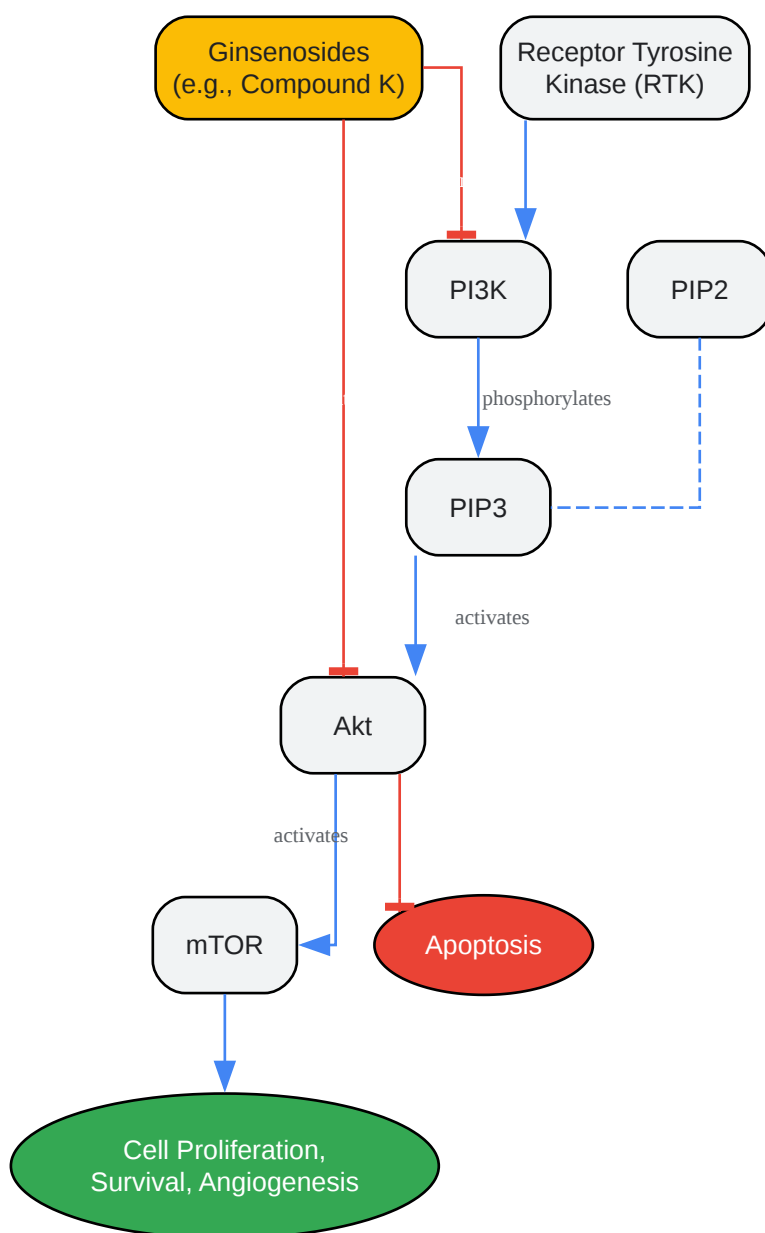 Ginsenosides
(e.g., Compound K)
Receptor Tyrosine
Kinase (RTK)
PI3K
PIP2
phosphorylates
PIP3
activates
Akt
activates
mTOR
Apoptosis
Cell Proliferation,
Survival, Angiogenesis